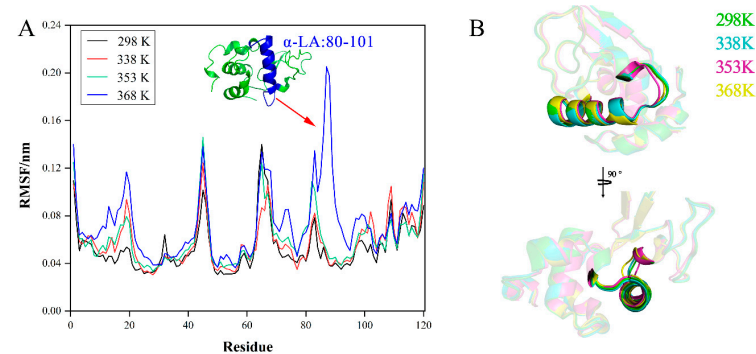 A
B
0.24
0.20
0.16
0.12
0.08
0.04
0.00
RMSF/nm
298 K
338 K
353 K
368 K
α-LA:80-101
0
20
40
60
80
100
120
Residue
298K
338K
353K
368K
90 °